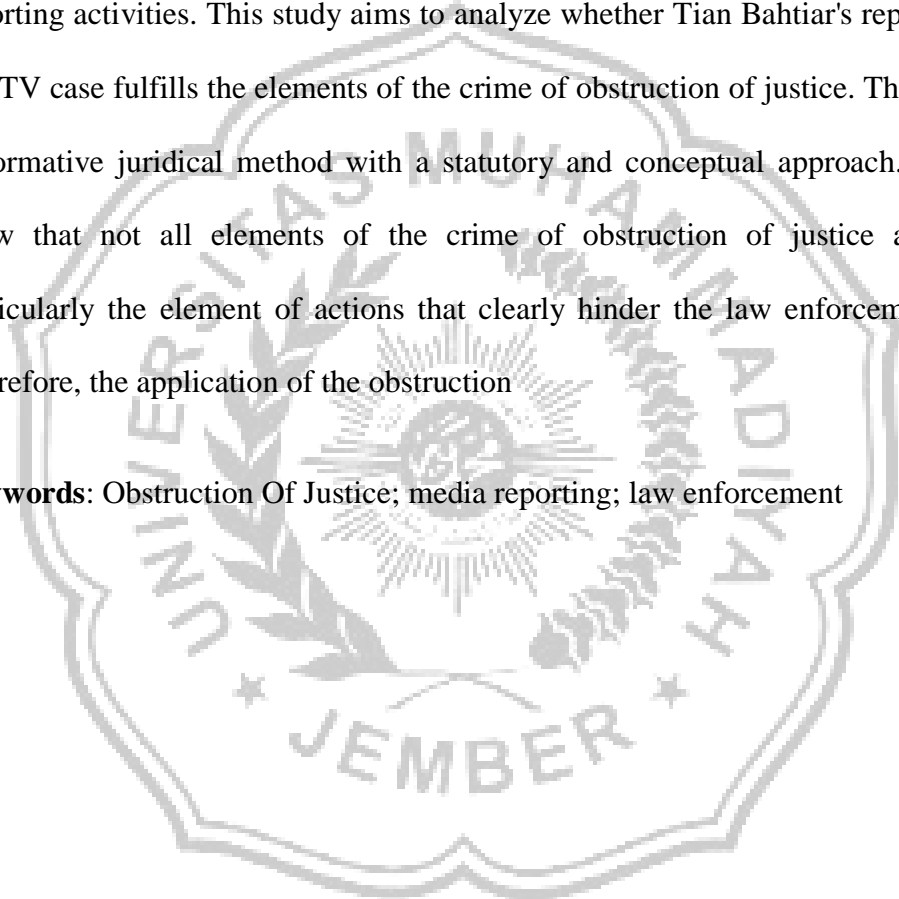 orting activities. This study aims to analyze whether Tian Bahtiar's rep
TV case fulfills the elements of the crime of obstruction of justice. Th
ormative juridical method with a statutory and conceptual approach.
w that not all elements of the crime of obstruction of justice a
icularly the element of actions that clearly hinder the law enforcem
refore, the application of the obstruction
words: Obstruction Of Justice; media reporting; law enforcement
UNIVERSITAS MUHAMMADIYAH
JEMBER